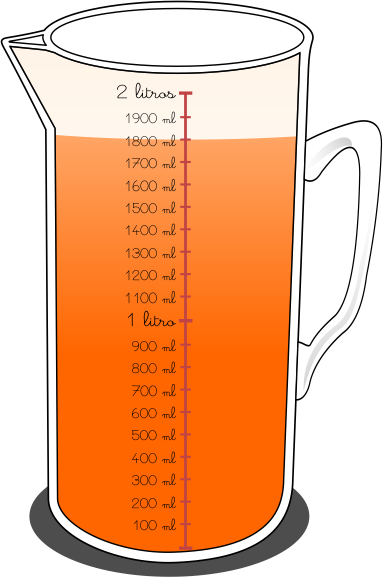 2 litros
1900 ml
1800 ml
1700 ml
1600 ml
1500 ml
1400 ml
1300 ml
1200 ml
1100 ml
1 litro
900 ml
800 ml
700 ml
600 ml
500 ml
400 ml
300 ml
200 ml
100 ml